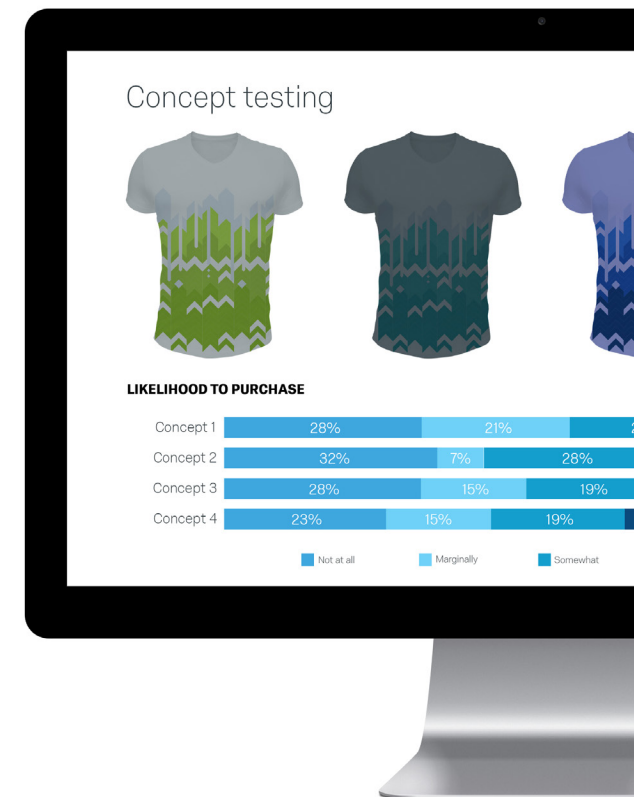 Concept testing
LIKELIHOOD TO PURCHASE
Concept 1 28% 21%
Concept 2 32% 7% 28%
Concept 3 28% 15% 19%
Concept 4 23% 15% 19%
Not at all Marginally Somewhat